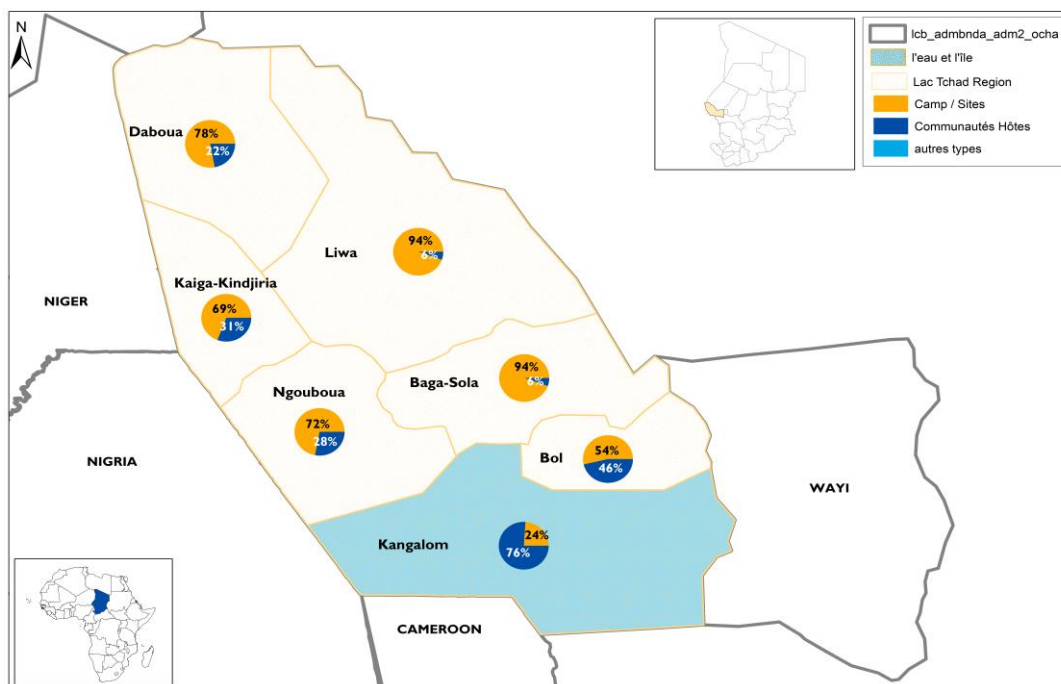 N
lcb_admbnda_adm2_ocha
l'eau et l'île
Lac Tchad Region
Camp / Sites
Communautés Hôtes
autres types
Daboua
78%
22%
Liwa
94%
6%
Kaiga-Kindjiria
69%
31%
NIGER
Baga-Sola
94%
6%
Ngouboua
72%
28%
Bol
54%
46%
NIGRIA
WAYI
Kangalom
24%
76%
CAMEROON